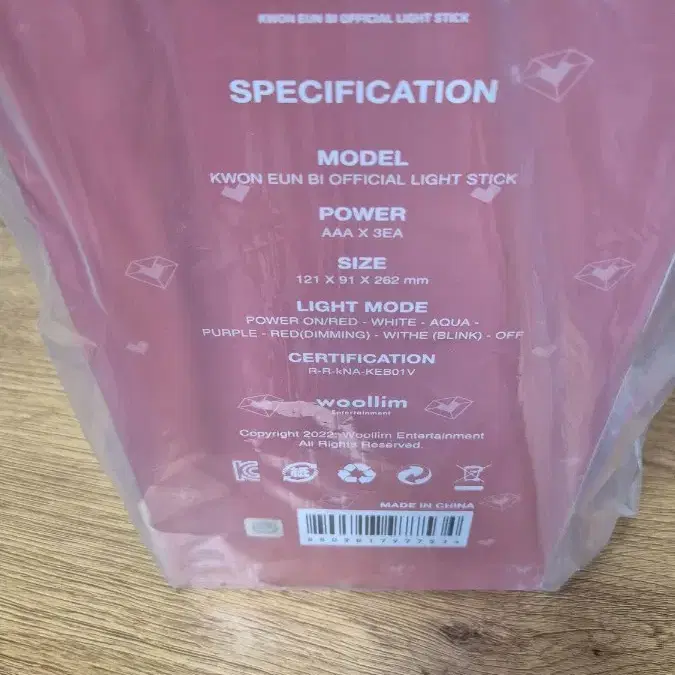 KWON EUN BI OFFICIAL LIGHT STICK
SPECIFICATION
MODEL
KWON EUN BI OFFICIAL LIGHT STICK
POWER
AAA X 3EA
SIZE
121 X 91 X 262 mm
LIGHT MODE
POWER ON/RED - WHITE - AQUA -
PURPLE - RED(DIMMING) - WITHE (BLINK) - OFF
CERTIFICATION
R-R-kNA-KEB01V
woollim
Entertainment
Copyright 2022. Woollim Entertainment
All Rights Reserved.
MADE IN CHINA